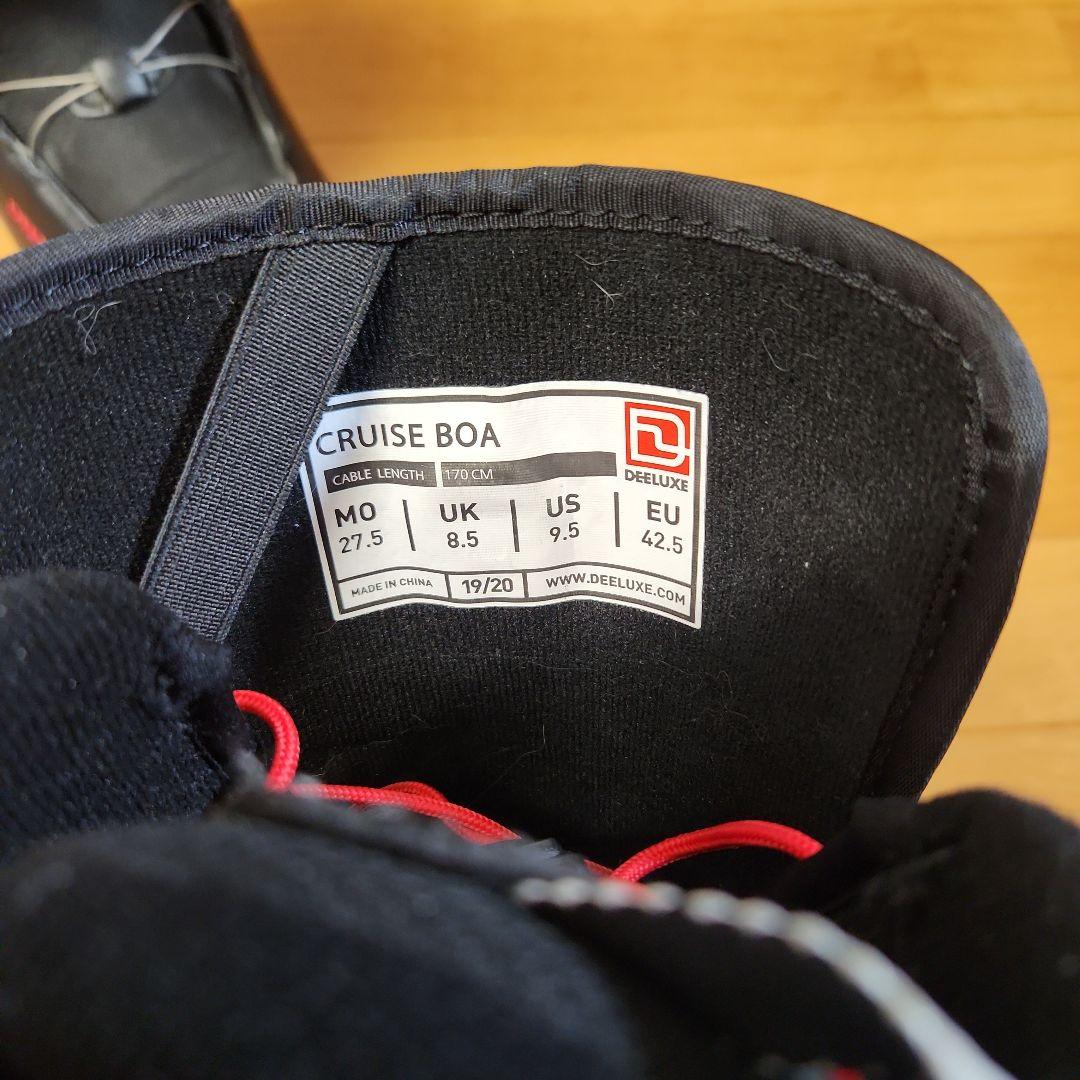 CRUISE BOA
CABLE LENGTH 170 CM
DEELUXE
MO UK US EU
27.5 8.5 9.5 42.5
MADE IN CHINA 19/20 WWW.DEELUXE.COM